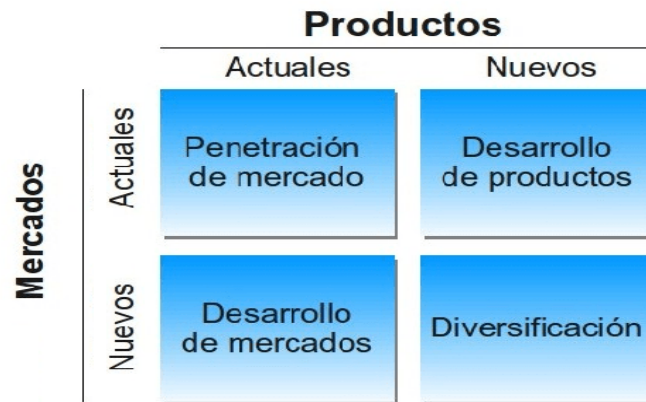 Productos
Actuales
Nuevos
Mercados
Actuales
Penetración
de mercado
Desarrollo
de productos
Nuevos
Desarrollo
de mercados
Diversificación